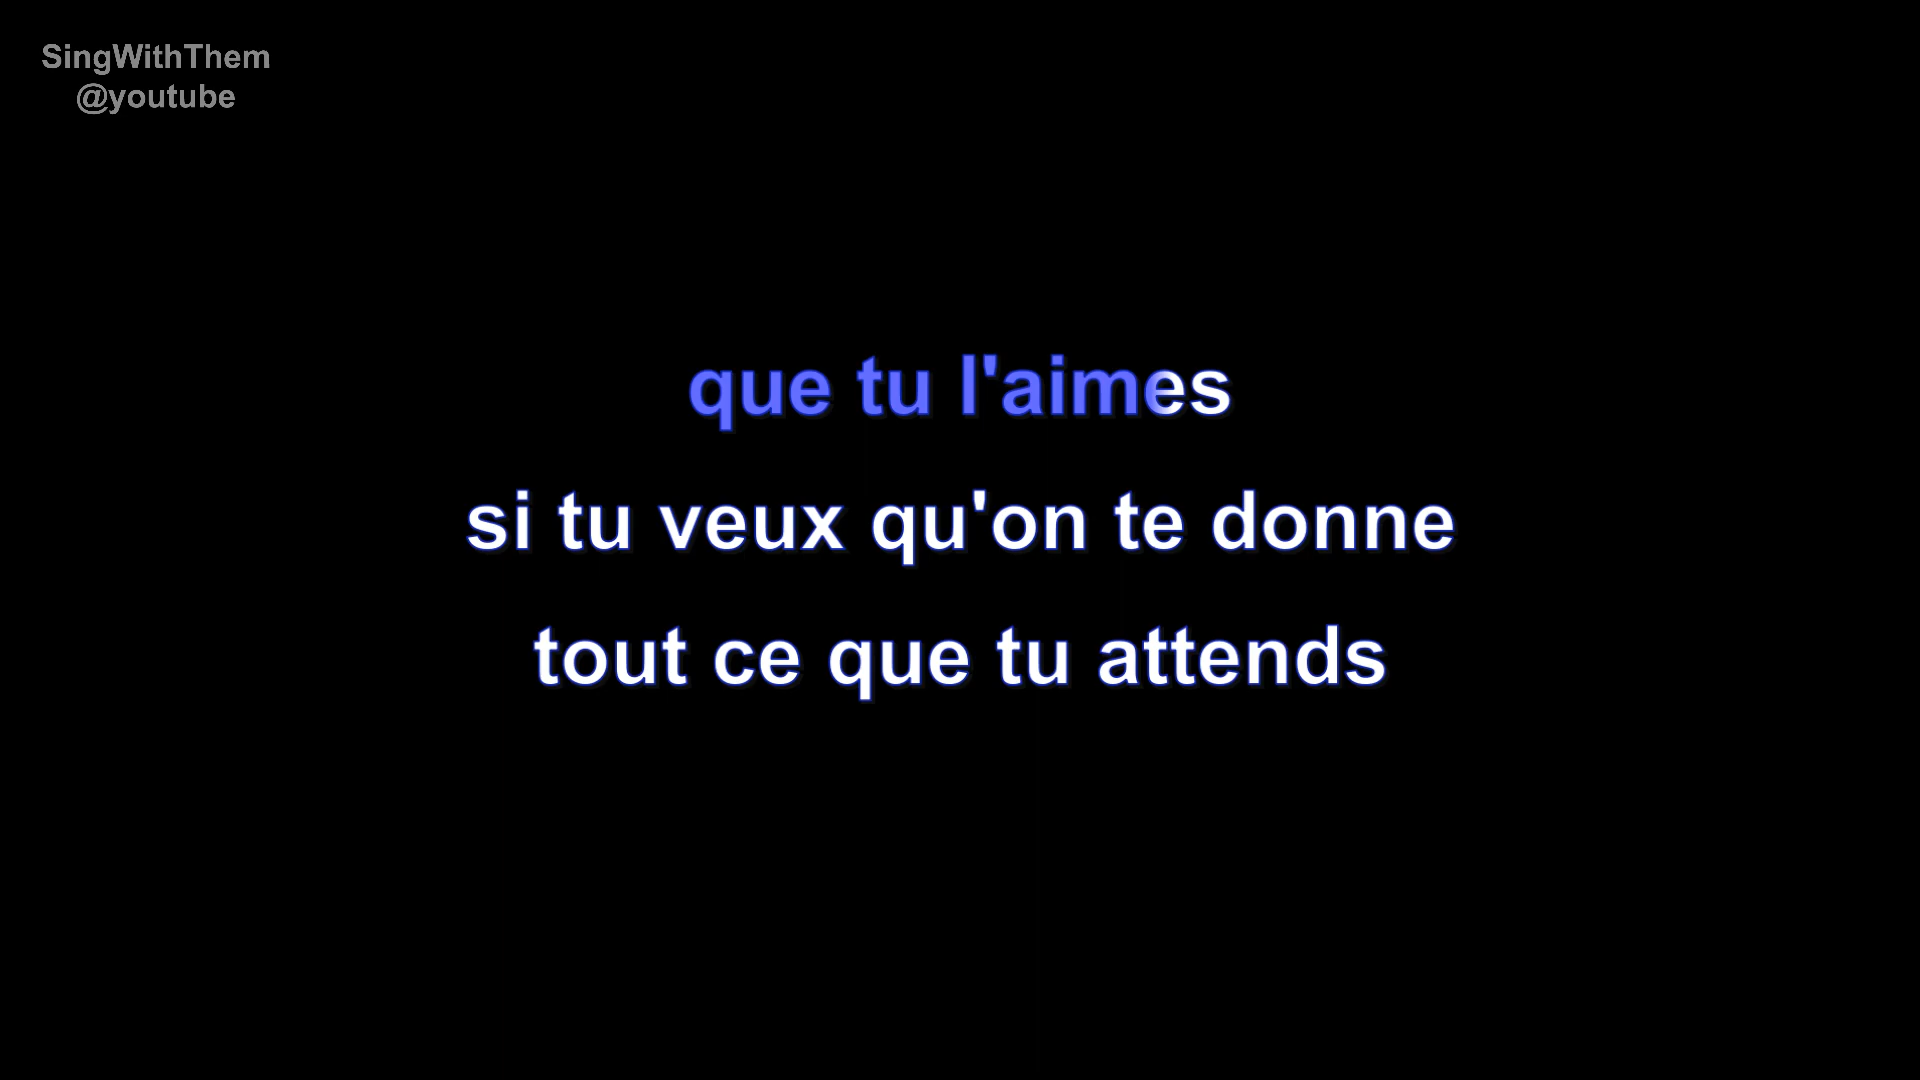 SingWithThem
@youtube
que tu l'aimes
si tu veux qu'on te donne
tout ce que tu attends